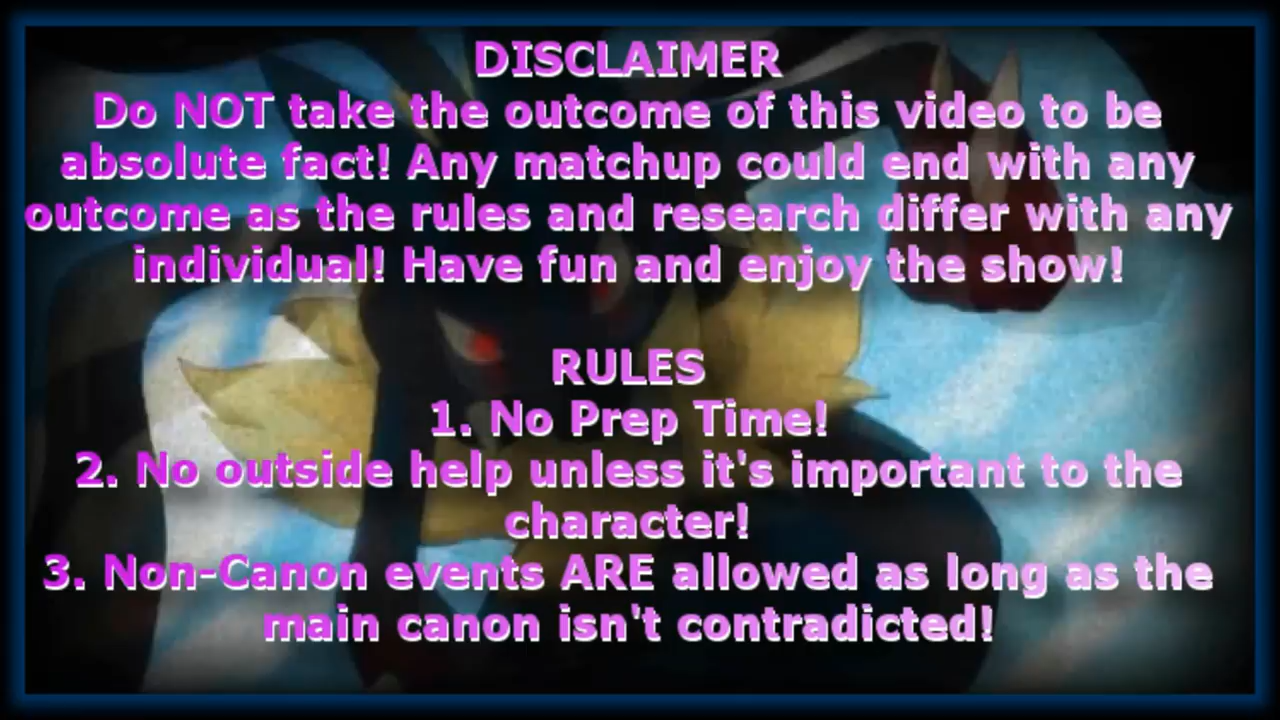 DISCLAIMER
Do NOT take the outcome of this video to be
absolute fact! Any matchup could end with any
outcome as the rules and research differ with any
individual! Have fun and enjoy the show!
RULES
1. No Prep Time!
2. No outside help unless it's important to the
character!
3. Non-Canon events ARE allowed as long as the
main canon isn't contradicted!